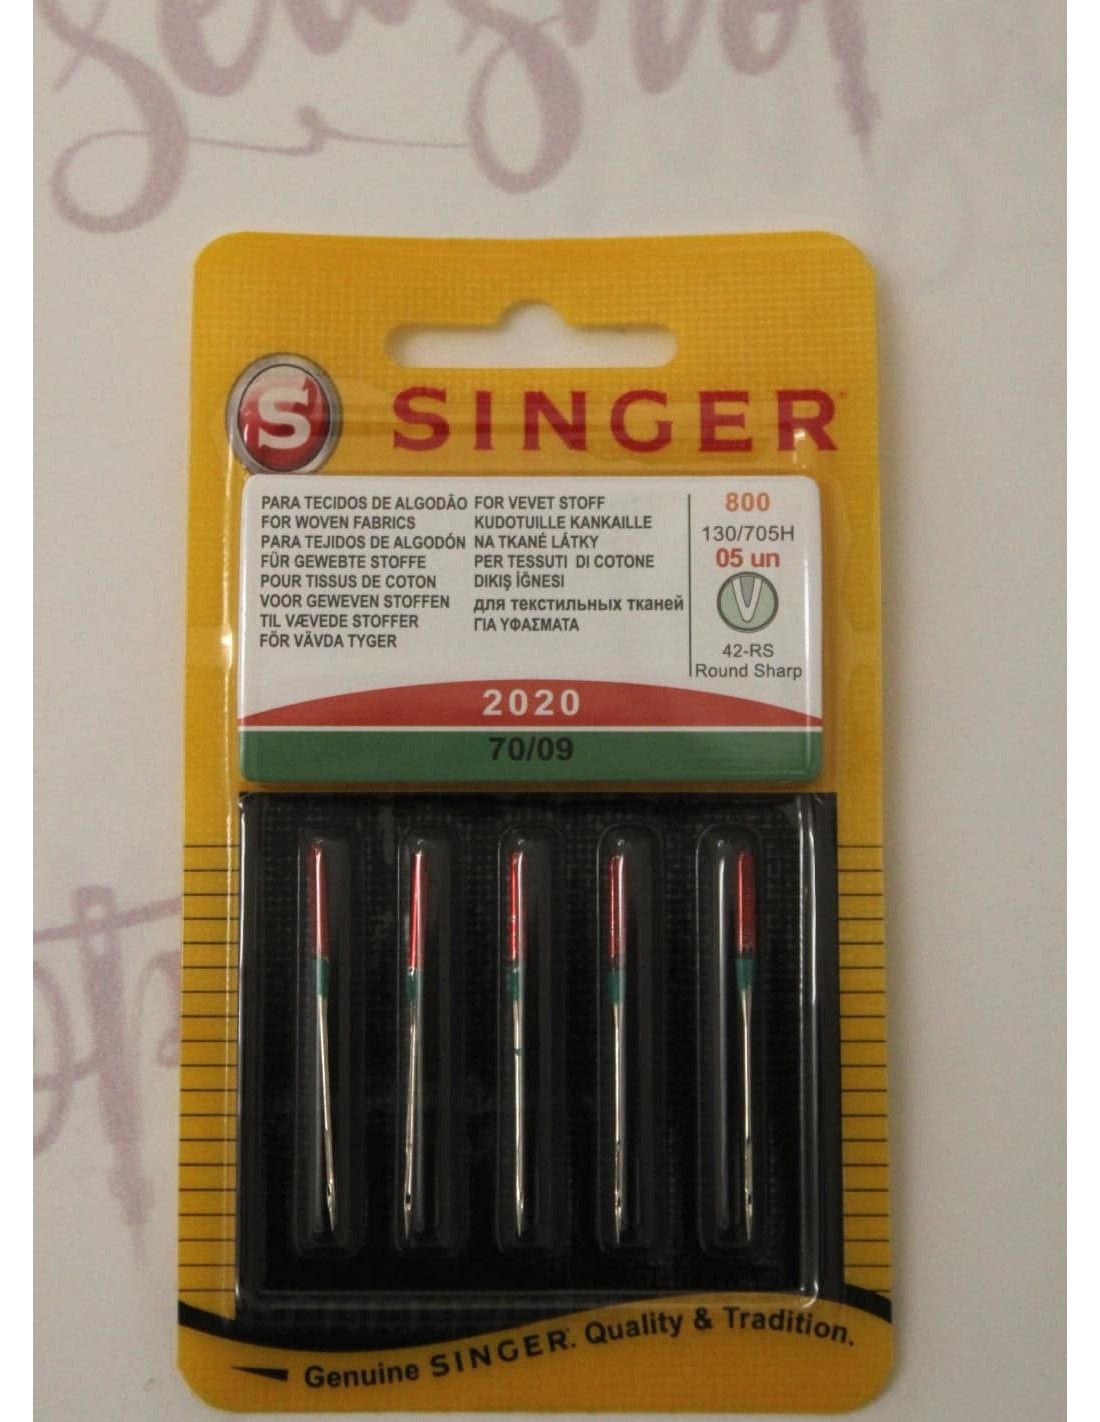 S
SINGER
PARA TECIDOS DE ALGODÃO
FOR WOVEN FABRICS
PARA TEJIDOS DE ALGODÓN
FÜR GEWEBTE STOFFE
POUR TISSUS DE COTON
VOOR GEWEVEN STOFFEN
TIL VÆVEDE STOFFER
FÖR VÄVDA TYGER
FOR VEVET STOFF
KUDOTUILLE KANKAILLE
NA TKANÉ LÁTKY
PER TESSUTI DI COTONE
DIKIŞ İĞNESI
для текстильных тканей
ΓΙΑ ΥΦΑΣΜΑΤΑ
800
130/705H
05 un
42-RS
Round Sharp
2020
70/09
Genuine SINGER. Quality & Tradition.